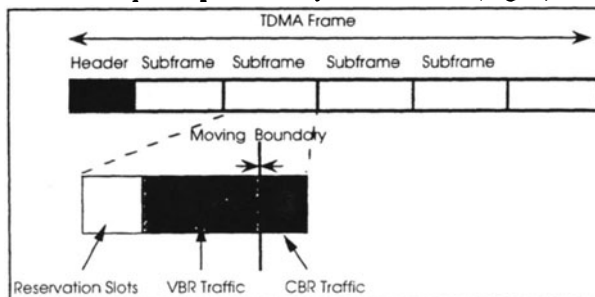 TDMA Frame
Header Subframe Subframe Subframe Subframe
Moving Boundary
Reservation Slots VBR Traffic CBR Traffic